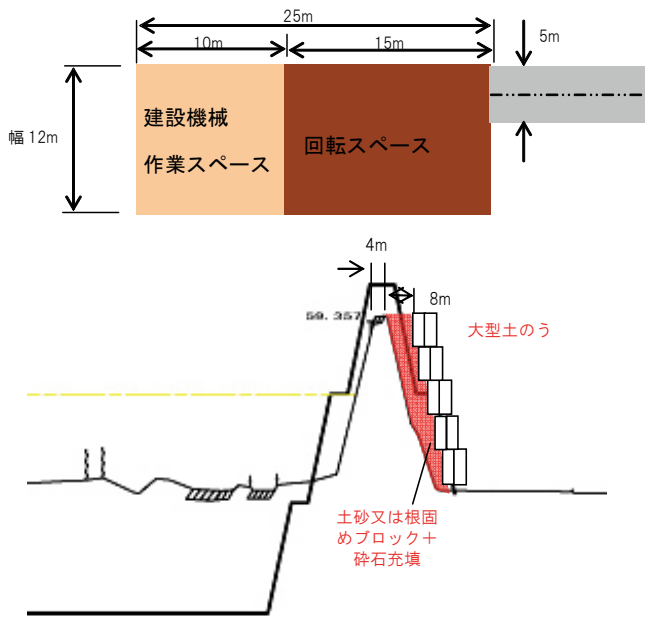 25m
10m
15m
5m
幅 12m
建設機械
作業スペース
回転スペース
4m
8m
59.357
大型土のう
土砂又は根固
めブロック＋
砕石充填